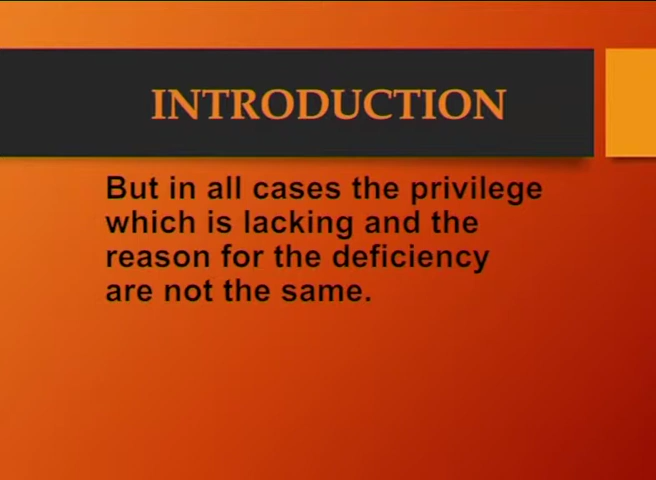 INTRODUCTION
But in all cases the privilege
which is lacking and the
reason for the deficiency
are not the same.